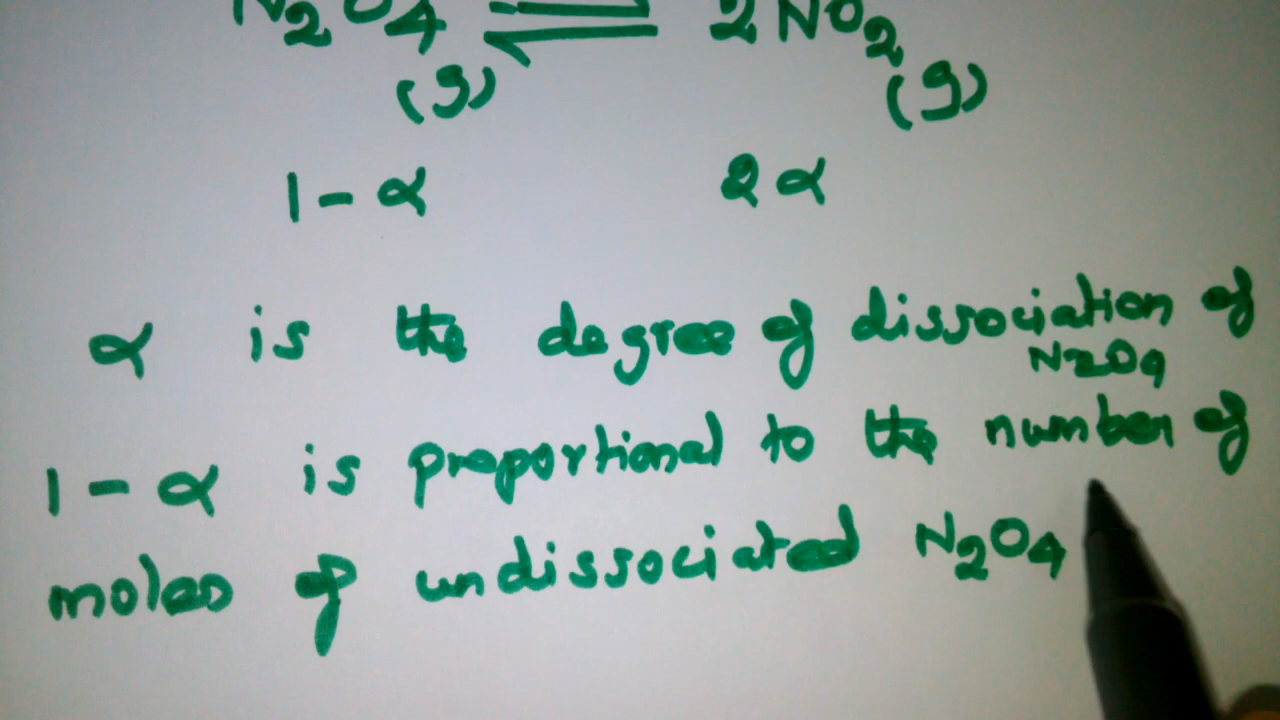 N2O4 ⇌ 2NO2
(g) (g)
1-α 2α
α is the degree of dissociation of
N2O4
1-α is proportional to the number of
moles of undissociated N2O4